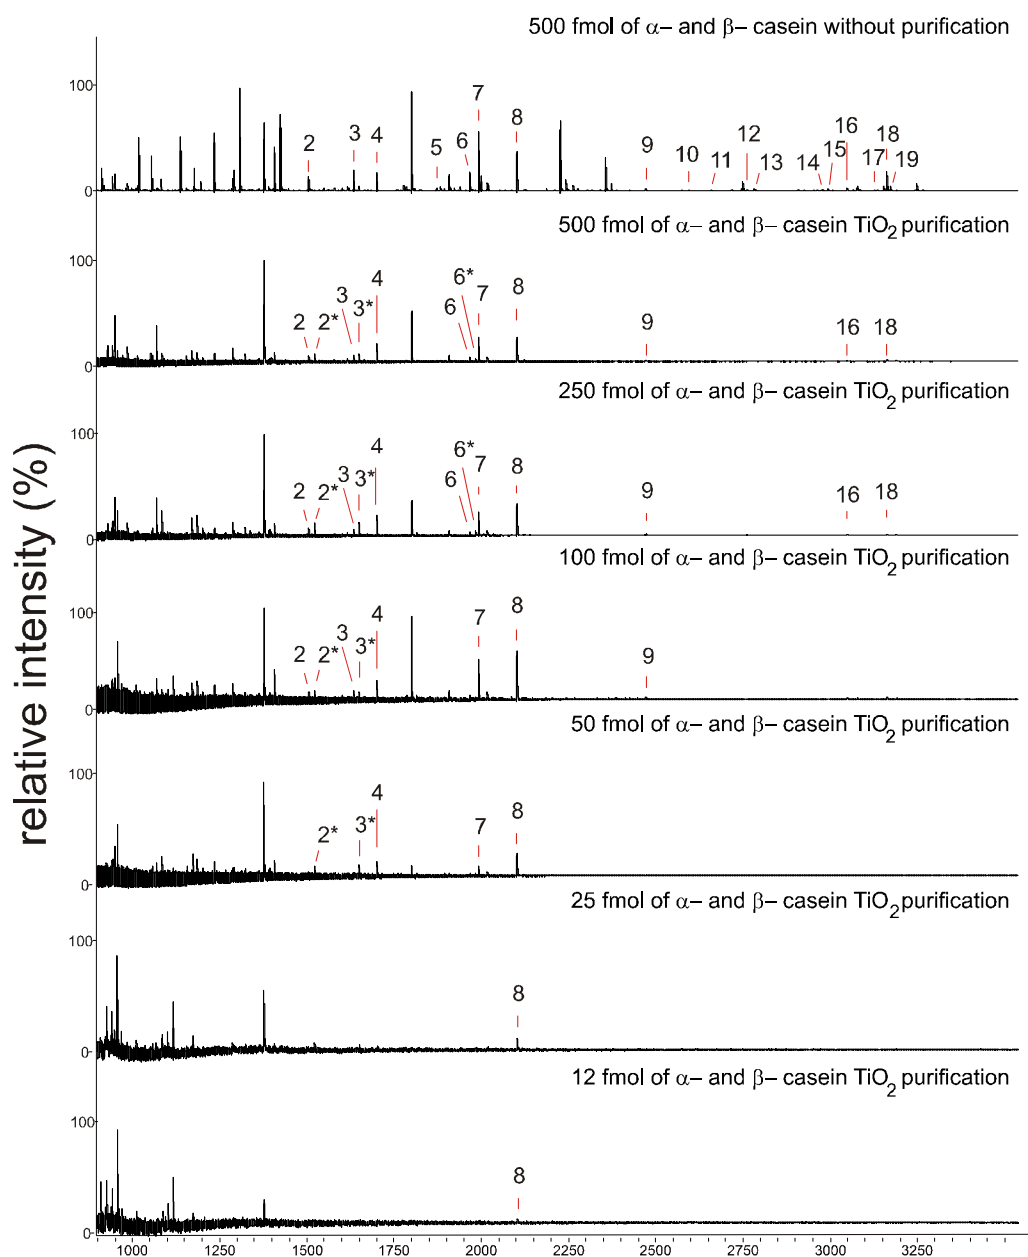 500 fmol of α– and β– casein without purification
100
0
2 3 4 5 6 7 8 9 10 11 12 13 14 15 16 17 18 19
500 fmol of α– and β– casein TiO2 purification
100
0
2 2* 3 3* 4 6 6* 7 8 9 16 18
250 fmol of α– and β– casein TiO2 purification
100
0
2 2* 3 3* 4 6 6* 7 8 9 16 18
100 fmol of α– and β– casein TiO2 purification
100
0
2 2* 3 3* 4 7 8 9
50 fmol of α– and β– casein TiO2 purification
100
0
2* 3* 4 7 8
25 fmol of α– and β– casein TiO2 purification
100
0
8
12 fmol of α– and β– casein TiO2 purification
100
0
8
1000 1250 1500 1750 2000 2250 2500 2750 3000 3250
relative intensity (%)